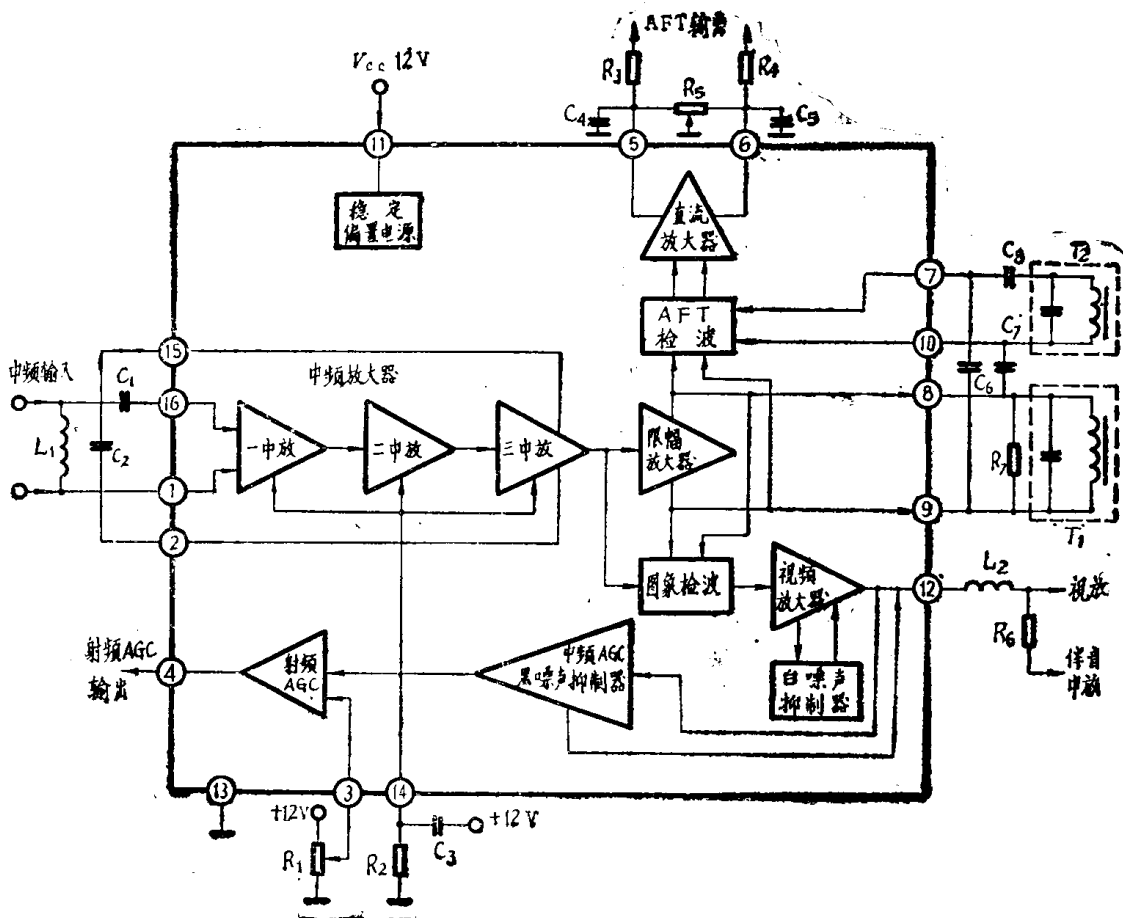 AFT输出
Vcc 12V
R3
R4
R5
C4
C5
11
5
6
稳定
偏置电源
直流
放大器
7
C8
T2
AFT
检波
10
C7
15
中频输入
C1
中频放大器
C6
8
16
L1
C2
一中放
二中放
三中放
限幅
放大器
R7
1
9
2
T1
图象检波
视频
放大器
12
L2
视放
R6
射频AGC
输出
4
射频
AGC
中频AGC
黑噪声抑制器
白噪声
抑制器
伴音
中放
13
3
14
+12V
C3
+12V
R1
R2